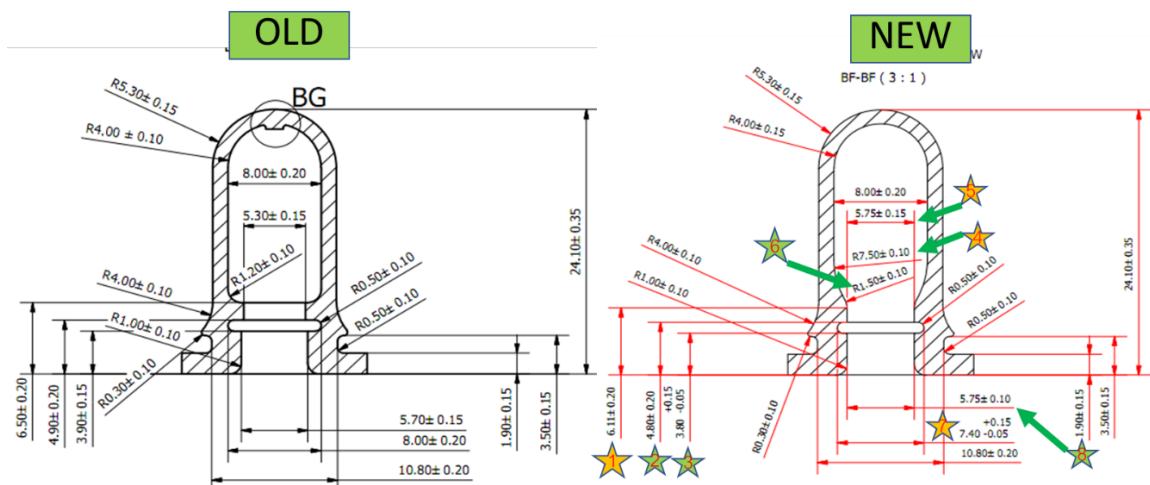 OLD
BG
R5.30± 0.15
R4.00 ± 0.10
8.00± 0.20
5.30± 0.15
R1.20± 0.10
R4.00± 0.10
R0.50± 0.10
R1.00± 0.10
R0.50± 0.10
R0.30± 0.10
24.10± 0.35
6.50± 0.20
4.90± 0.20
3.90± 0.15
1.90± 0.15
3.50± 0.15
5.70± 0.15
8.00± 0.20
10.80± 0.20
NEW
W
BF-BF ( 3 : 1 )
R5.30± 0.15
R4.00± 0.15
8.00± 0.20
5.75± 0.15
5
4
6
R4.00± 0.10
R7.50± 0.10
R1.00± 0.10
R1.50± 0.10
R0.50± 0.10
R0.50± 0.10
R0.30± 0.10
24.10± 0.35
6.11± 0.20
4.80± 0.20
+0.15
3.80 -0.05
1.90± 0.15
3.50± 0.15
5.75± 0.10
+0.15
7.40 -0.05
10.80± 0.20
1
2
3
7
8